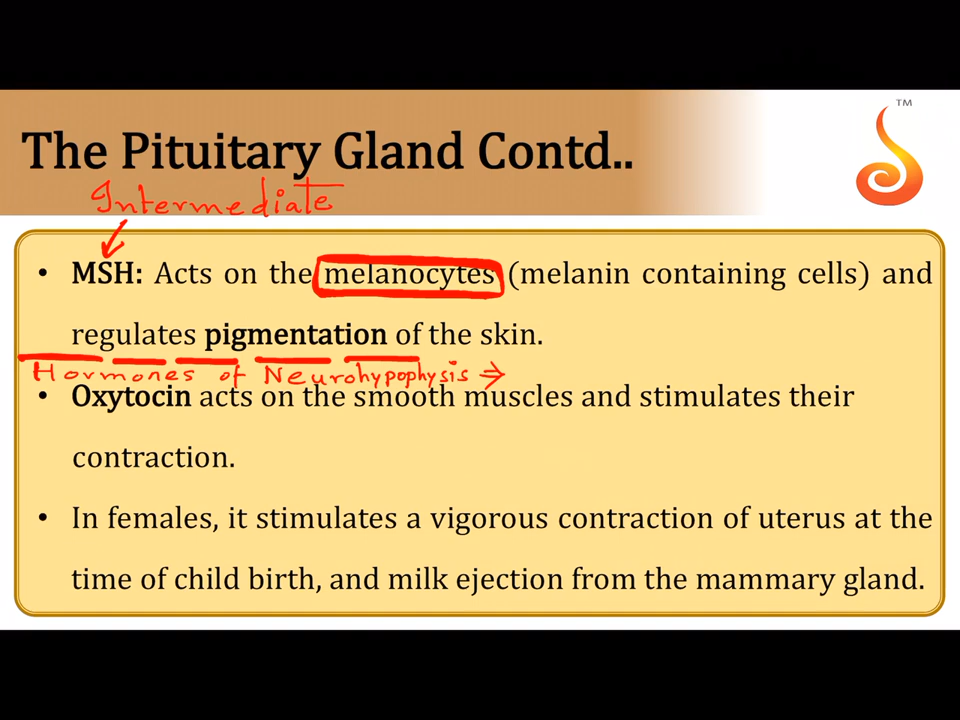 The Pituitary Gland Contd..
TM
Intermediate
• MSH: Acts on the melanocytes (melanin containing cells) and
regulates pigmentation of the skin.
Hormones of Neurohypophysis →
• Oxytocin acts on the smooth muscles and stimulates their
contraction.
• In females, it stimulates a vigorous contraction of uterus at the
time of child birth, and milk ejection from the mammary gland.